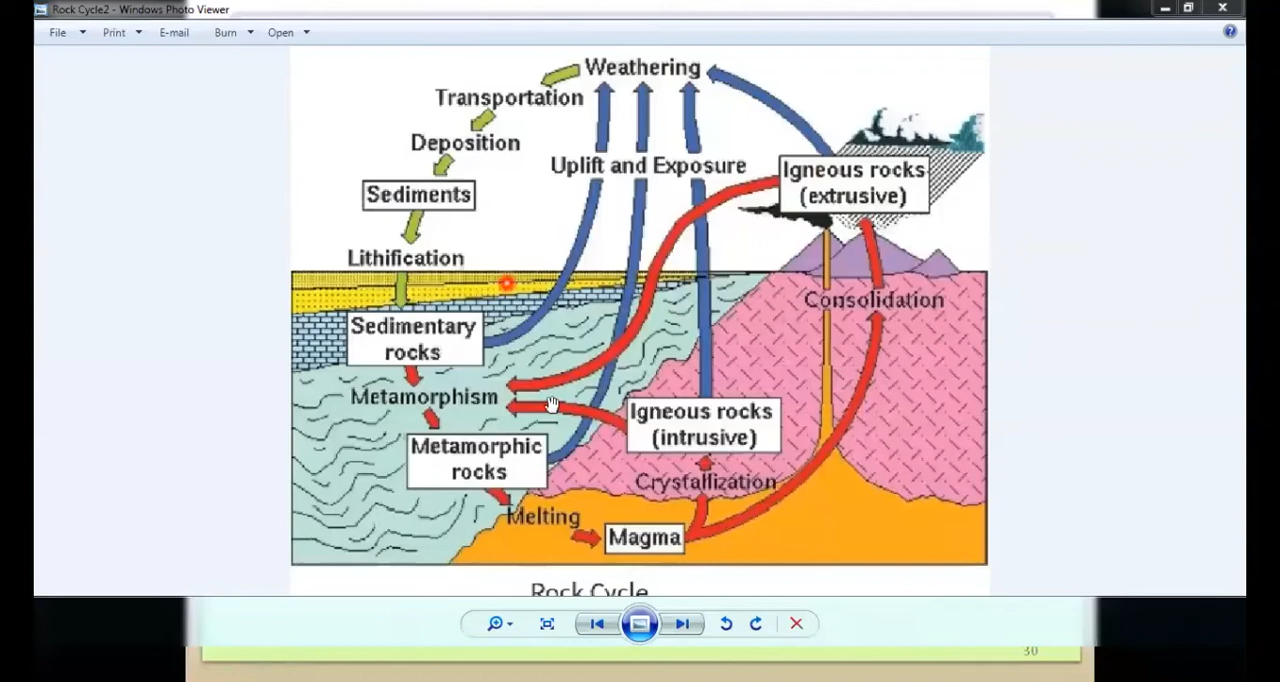 Rock Cycle2 - Windows Photo Viewer
File Print E-mail Burn Open
Weathering
Transportation
Deposition
Uplift and Exposure
Igneous rocks
(extrusive)
Sediments
Lithification
Consolidation
Sedimentary
rocks
Metamorphism
Igneous rocks
(intrusive)
Metamorphic
rocks
Crystallization
Melting
Magma
Rock Cycle
30